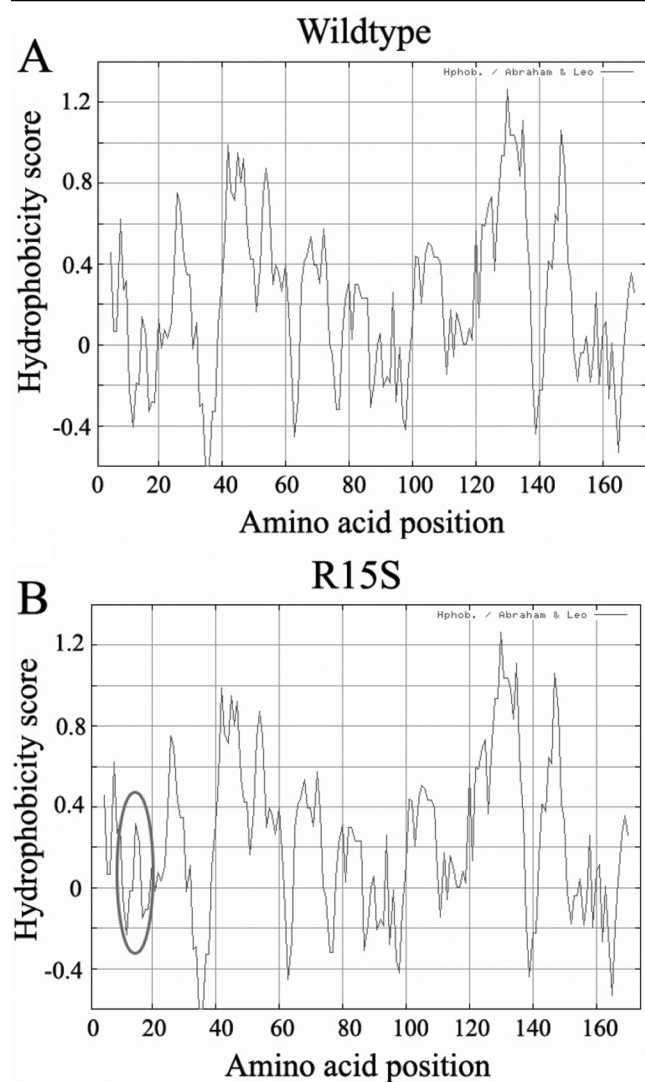 Wildtype
A
Hphob. / Abraham & Leo
1.2
0.8
0.4
0
-0.4
Hydrophobicity score
0 20 40 60 80 100 120 140 160
Amino acid position
R15S
B
Hphob. / Abraham & Leo
1.2
0.8
0.4
0
-0.4
Hydrophobicity score
0 20 40 60 80 100 120 140 160
Amino acid position